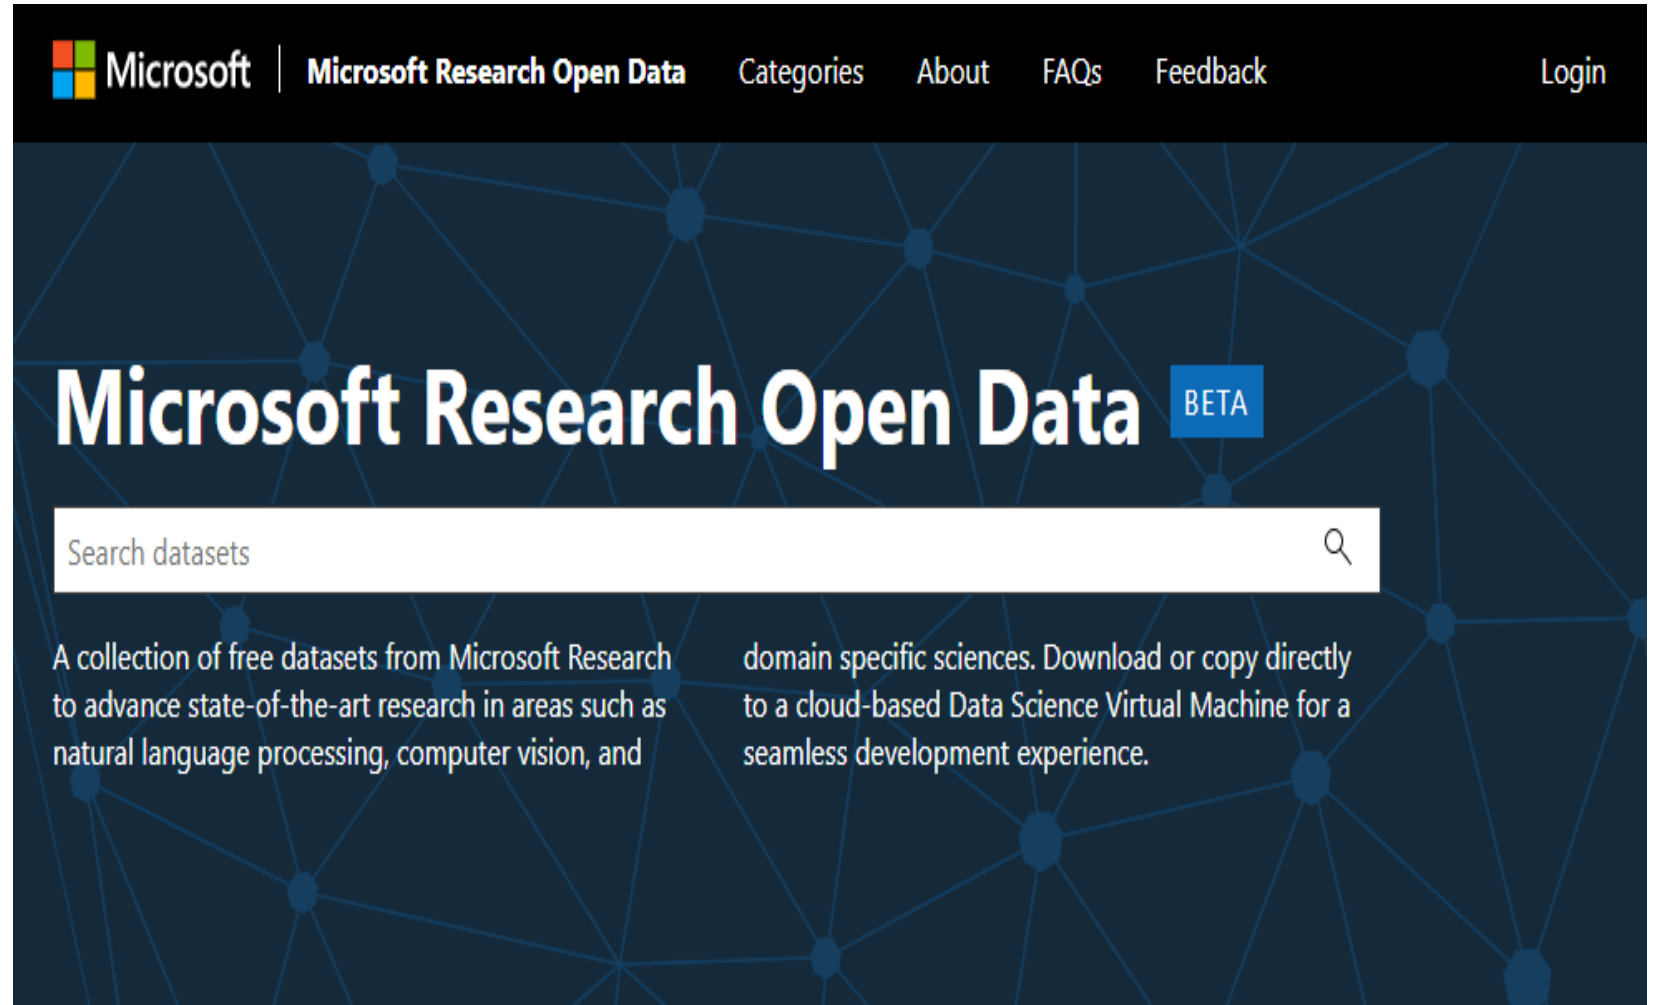 Microsoft | Microsoft Research Open Data Categories About FAQs Feedback Login
Microsoft Research Open Data BETA
Search datasets
A collection of free datasets from Microsoft Research
to advance state-of-the-art research in areas such as
natural language processing, computer vision, and
domain specific sciences. Download or copy directly
to a cloud-based Data Science Virtual Machine for a
seamless development experience.